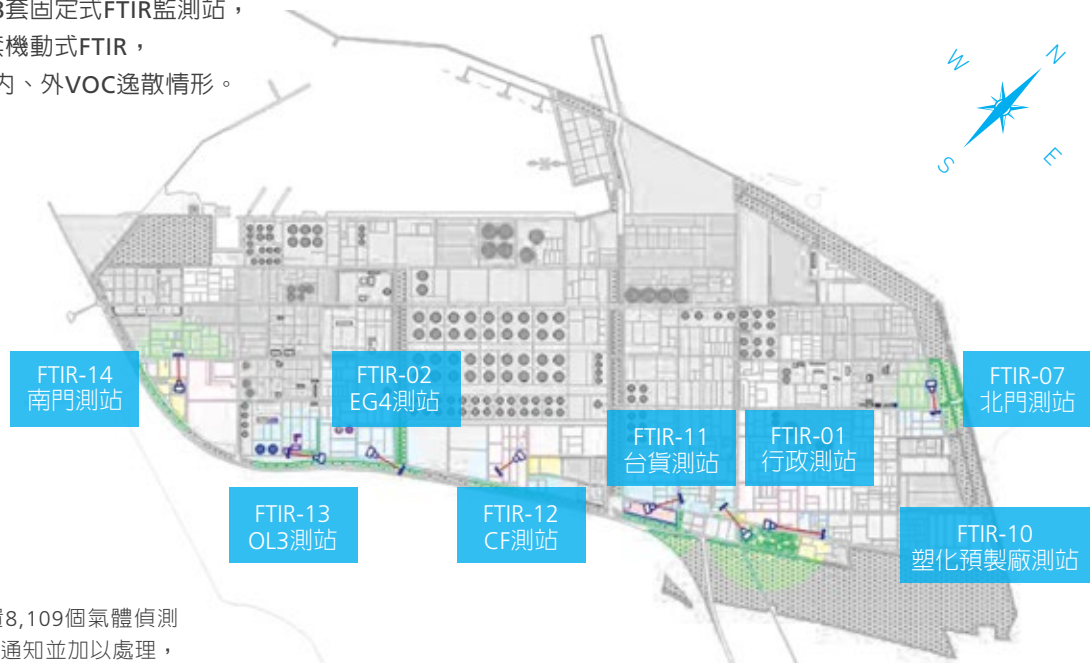 8套固定式FTIR監測站，
機動式FTIR，
內、外VOC逸散情形。
W
N
S
E
FTIR-14
南門測站
FTIR-02
EG4測站
FTIR-07
北門測站
FTIR-11
台貨測站
FTIR-01
行政測站
FTIR-13
OL3測站
FTIR-12
CF測站
FTIR-10
塑化預製廠測站
8,109個氣體偵測
通知並加以處理，